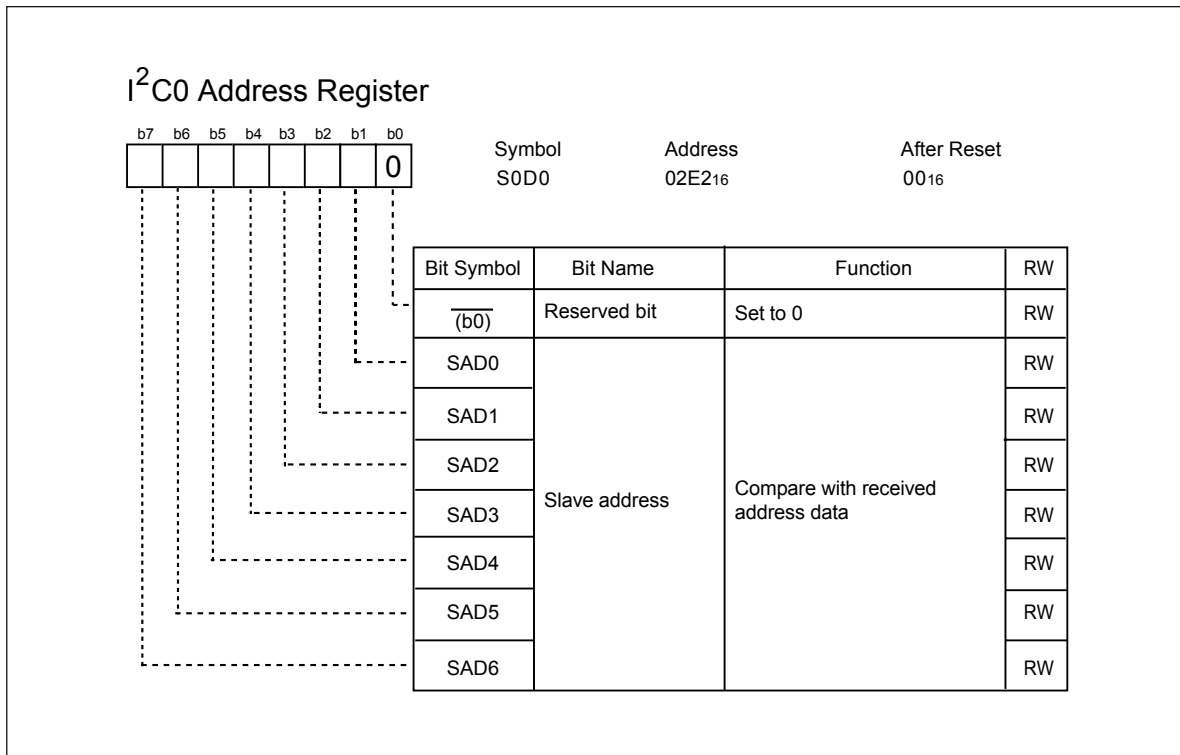 I²C0 Address Register
b7 b6 b5 b4 b3 b2 b1 b0
0
Symbol Address After Reset
S0D0 02E2₁₆ 00₁₆
Bit Symbol Bit Name Function RW
(b0) Reserved bit Set to 0 RW
SAD0 RW
SAD1 RW
SAD2 RW
Slave address Compare with received
address data
SAD3 RW
SAD4 RW
SAD5 RW
SAD6 RW